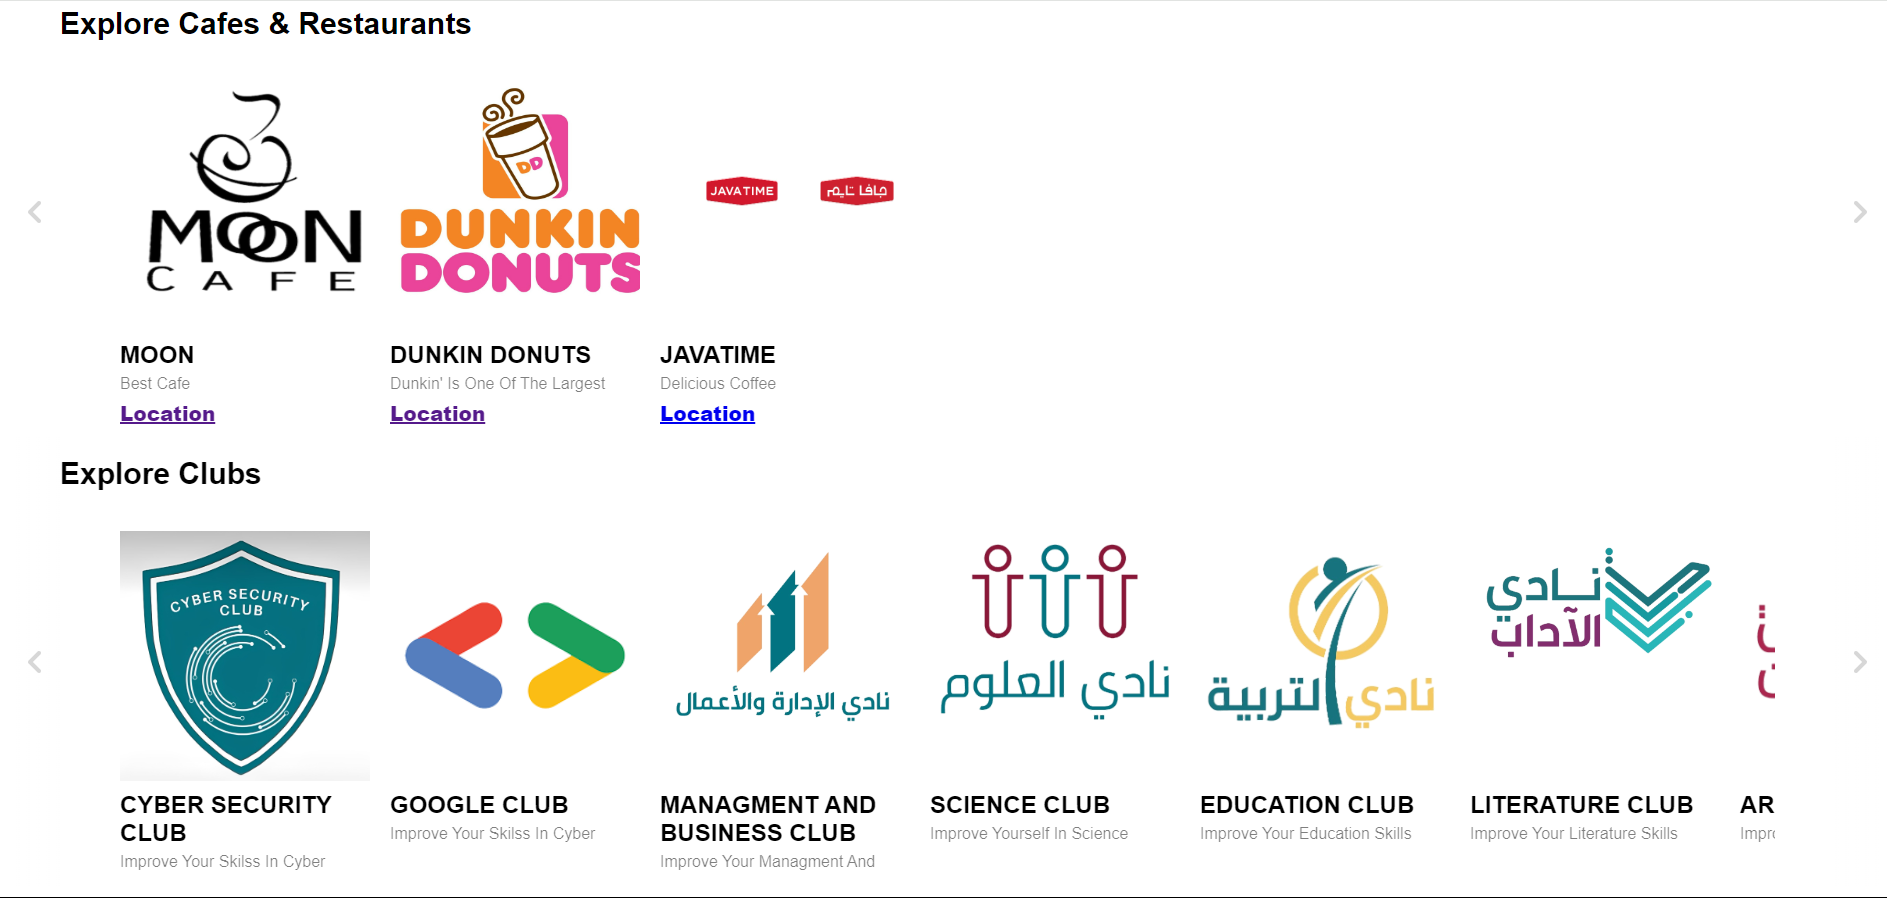 Explore Cafes & Restaurants
MOON
CAFE
DD
DUNKIN
DONUTS
JAVA TIME
جافا تايم
MOON
Best Cafe
Location
DUNKIN DONUTS
Dunkin' Is One Of The Largest
Location
JAVATIME
Delicious Coffee
Location
Explore Clubs
CYBER SECURITY
CLUB
نادي الإدارة والأعمال
نادي العلوم
نادي التربية
نادي
الآداب
CYBER SECURITY
CLUB
Improve Your Skilss In Cyber
GOOGLE CLUB
Improve Your Skilss In Cyber
MANAGMENT AND
BUSINESS CLUB
Improve Your Managment And
SCIENCE CLUB
Improve Yourself In Science
EDUCATION CLUB
Improve Your Education Skills
LITERATURE CLUB
Improve Your Literature Skills
AR